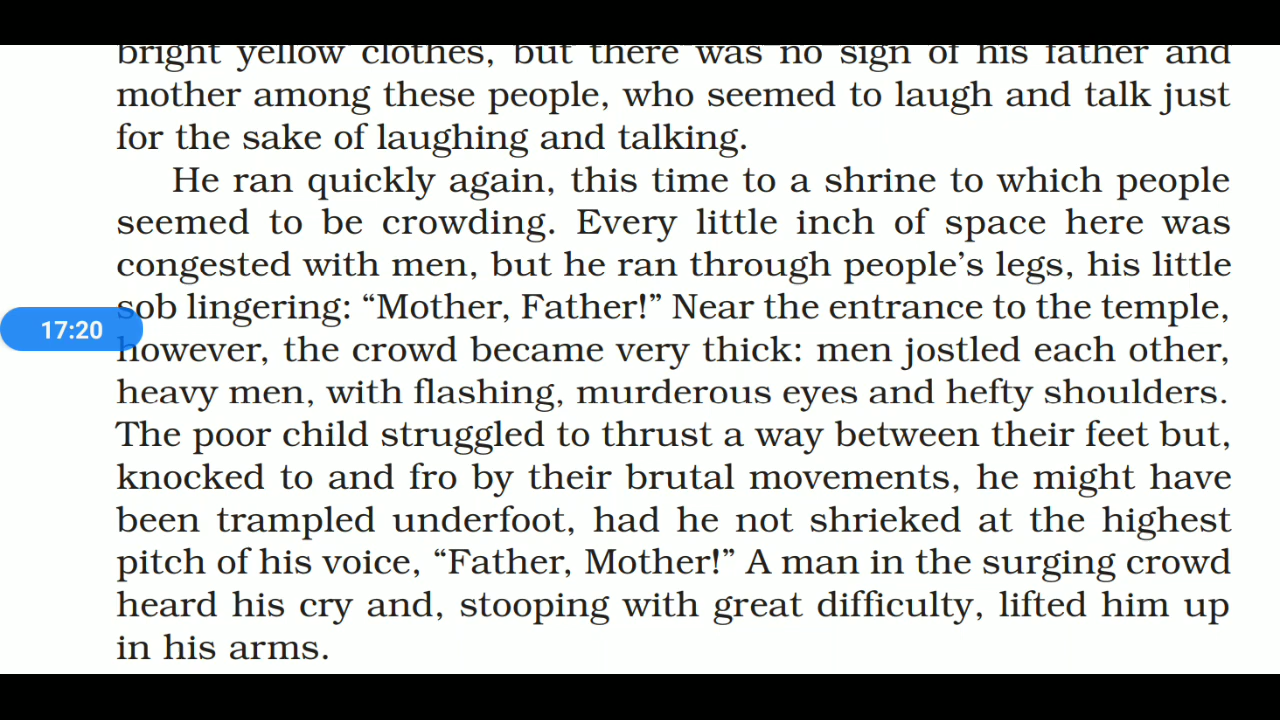 bright yellow clothes, but there was no sign of his father and
mother among these people, who seemed to laugh and talk just
for the sake of laughing and talking.
He ran quickly again, this time to a shrine to which people
seemed to be crowding. Every little inch of space here was
congested with men, but he ran through people’s legs, his little
sob lingering: “Mother, Father!” Near the entrance to the temple,
17:20
however, the crowd became very thick: men jostled each other,
heavy men, with flashing, murderous eyes and hefty shoulders.
The poor child struggled to thrust a way between their feet but,
knocked to and fro by their brutal movements, he might have
been trampled underfoot, had he not shrieked at the highest
pitch of his voice, “Father, Mother!” A man in the surging crowd
heard his cry and, stooping with great difficulty, lifted him up
in his arms.